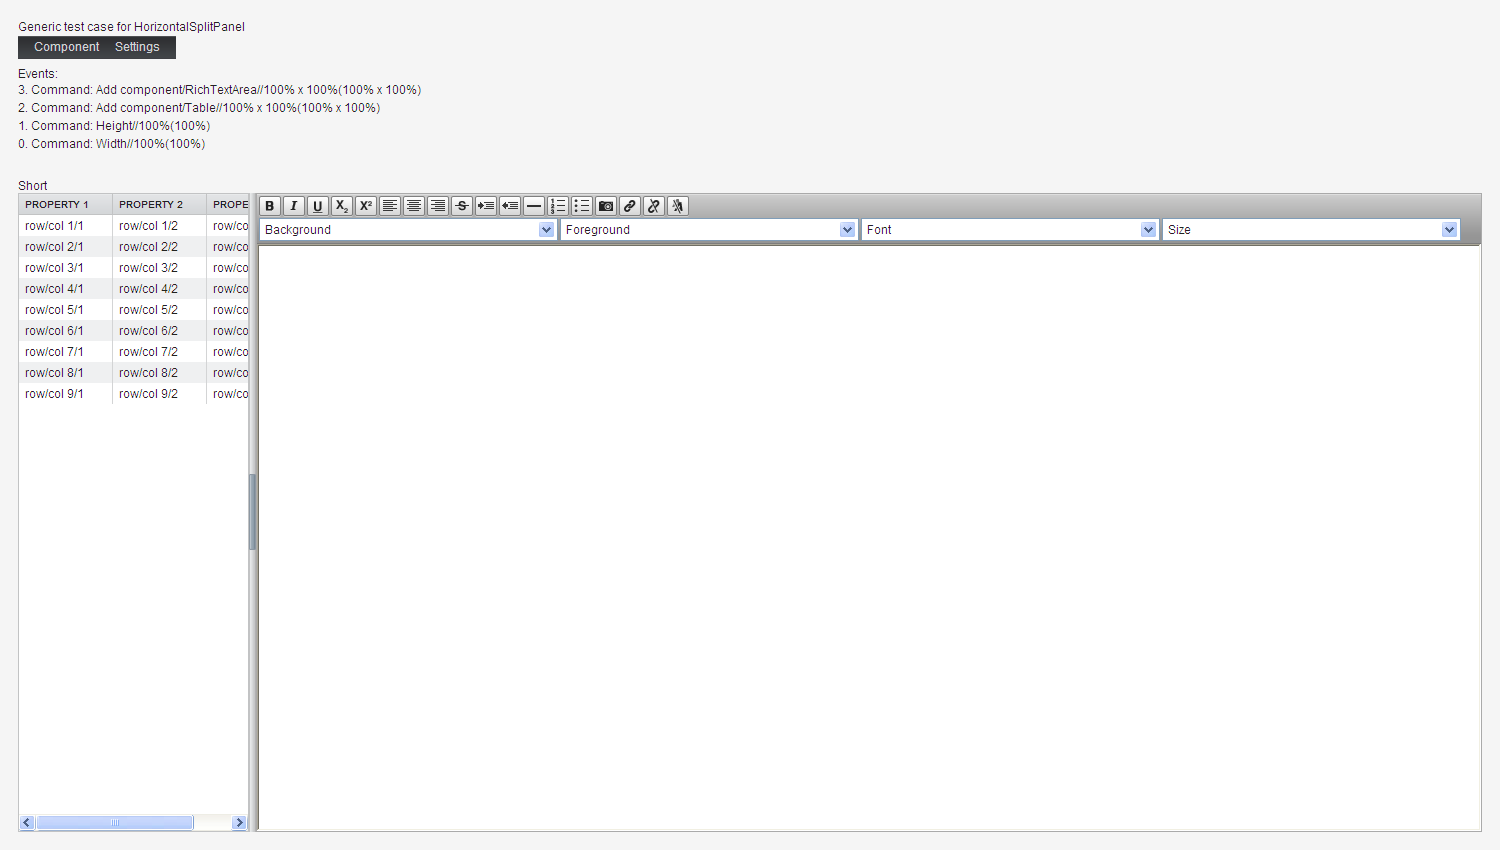 Generic test case for HorizontalSplitPanel
Component Settings
Events:
3. Command: Add component/RichTextArea//100% x 100%(100% x 100%)
2. Command: Add component/Table//100% x 100%(100% x 100%)
1. Command: Height//100%(100%)
0. Command: Width//100%(100%)
Short
PROPERTY 1 PROPERTY 2 PROPE
B I U X₂ X²
Background Foreground Font Size
row/col 1/1 row/col 1/2 row/co
row/col 2/1 row/col 2/2 row/co
row/col 3/1 row/col 3/2 row/co
row/col 4/1 row/col 4/2 row/co
row/col 5/1 row/col 5/2 row/co
row/col 6/1 row/col 6/2 row/co
row/col 7/1 row/col 7/2 row/co
row/col 8/1 row/col 8/2 row/co
row/col 9/1 row/col 9/2 row/co